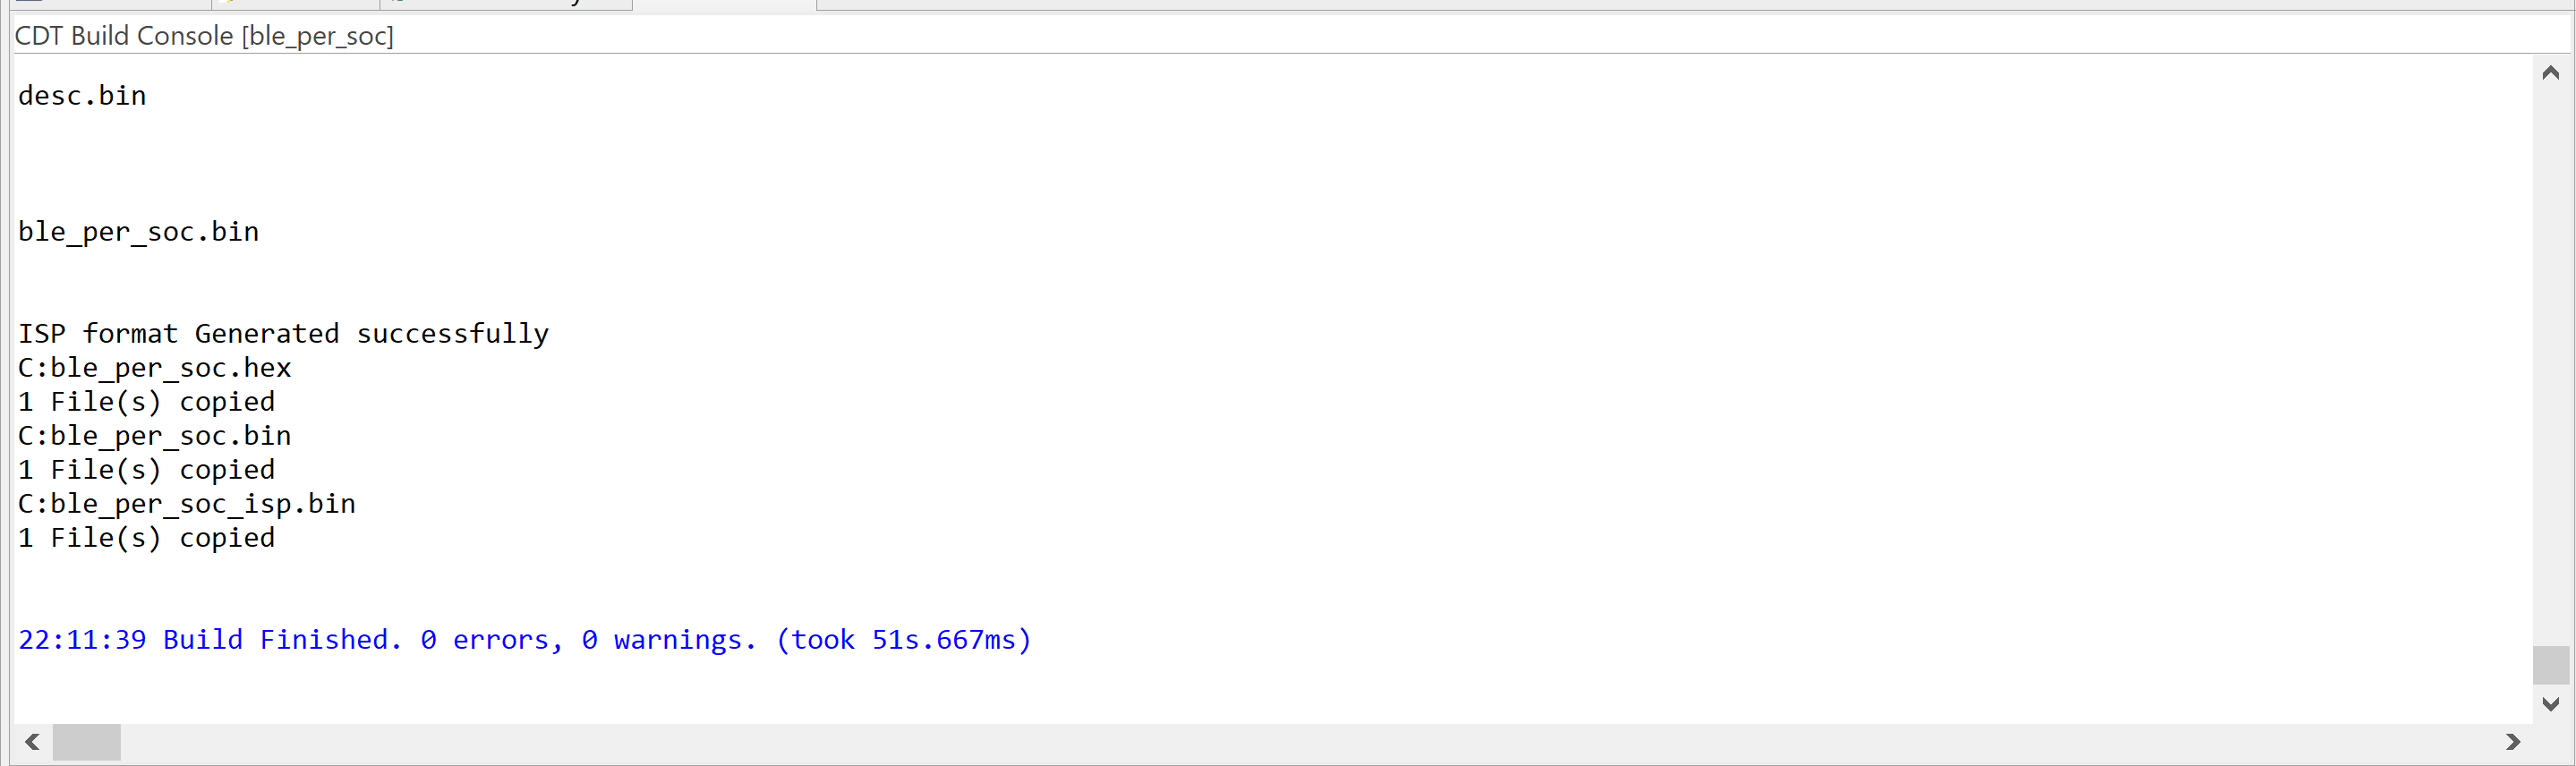 CDT Build Console [ble_per_soc]
desc.bin
ble_per_soc.bin
ISP format Generated successfully
C:ble_per_soc.hex
1 File(s) copied
C:ble_per_soc.bin
1 File(s) copied
C:ble_per_soc_isp.bin
1 File(s) copied
22:11:39 Build Finished. 0 errors, 0 warnings. (took 51s.667ms)